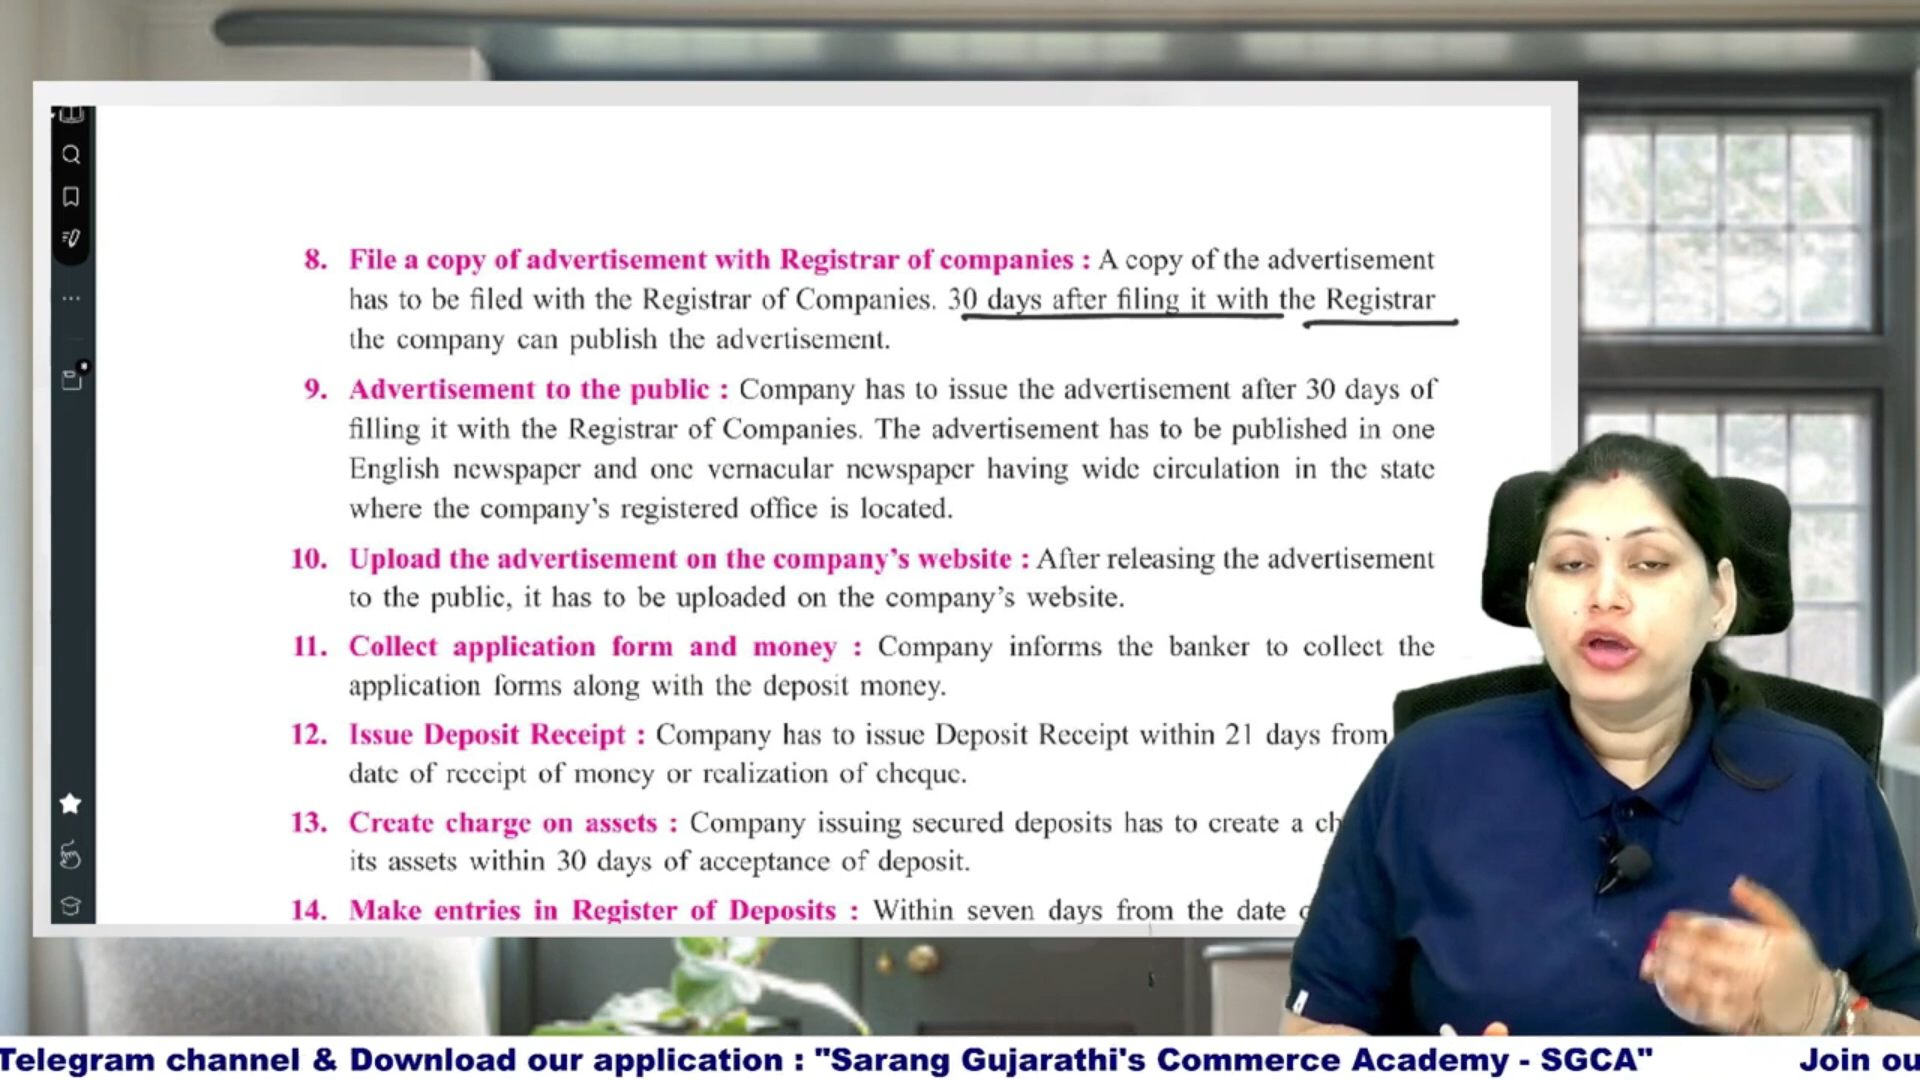 8. File a copy of advertisement with Registrar of companies : A copy of the advertisement
has to be filed with the Registrar of Companies. 30 days after filing it with the Registrar
the company can publish the advertisement.
9. Advertisement to the public : Company has to issue the advertisement after 30 days of
filling it with the Registrar of Companies. The advertisement has to be published in one
English newspaper and one vernacular newspaper having wide circulation in the state
where the company's registered office is located.
10. Upload the advertisement on the company's website : After releasing the advertisement
to the public, it has to be uploaded on the company's website.
11. Collect application form and money : Company informs the banker to collect the
application forms along with the deposit money.
12. Issue Deposit Receipt : Company has to issue Deposit Receipt within 21 days from
date of receipt of money or realization of cheque.
13. Create charge on assets : Company issuing secured deposits has to create a
its assets within 30 days of acceptance of deposit.
14. Make entries in Register of Deposits : Within seven days from the date
Telegram channel & Download our application : "Sarang Gujarathi's Commerce Academy - SGCA" Join